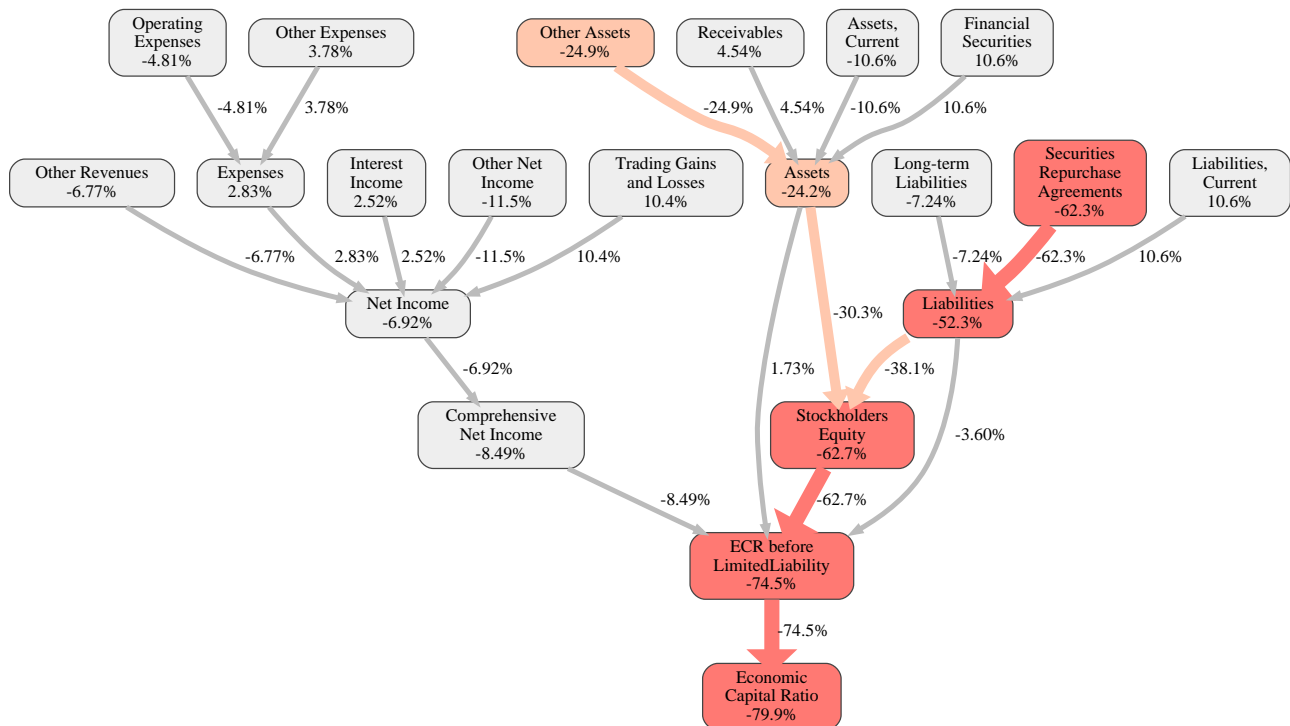 Operating
Expenses
-4.81%
Other Expenses
3.78%
Other Assets
-24.9%
Receivables
4.54%
Assets,
Current
-10.6%
Financial
Securities
10.6%
-4.81%
3.78%
-24.9%
4.54%
-10.6%
10.6%
Other Revenues
-6.77%
Expenses
2.83%
Interest
Income
2.52%
Other Net
Income
-11.5%
Trading Gains
and Losses
10.4%
Assets
-24.2%
Long-term
Liabilities
-7.24%
Securities
Repurchase
Agreements
-62.3%
Liabilities,
Current
10.6%
-6.77%
2.83%
2.52%
-11.5%
10.4%
-7.24%
-62.3%
10.6%
Net Income
-6.92%
-30.3%
Liabilities
-52.3%
-6.92%
1.73%
-38.1%
Comprehensive
Net Income
-8.49%
Stockholders
Equity
-62.7%
-3.60%
-8.49%
-62.7%
ECR before
LimitedLiability
-74.5%
-74.5%
Economic
Capital Ratio
-79.9%